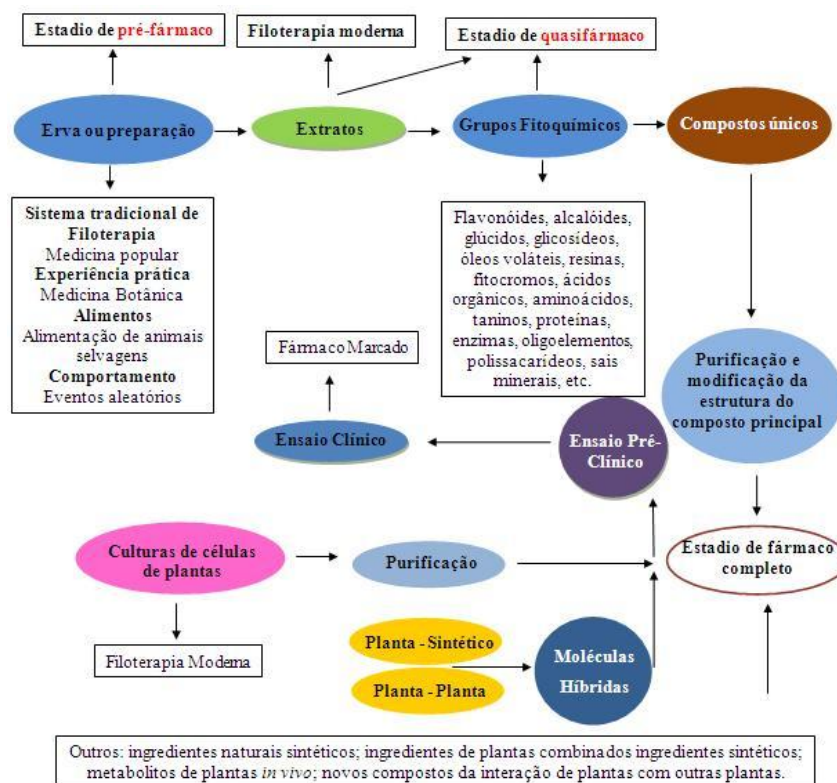 Estadio de pré-fármaco
Filoterapia moderna
Estadio de quasifármaco
Erva ou preparação
Extratos
Grupos Fitoquímicos
Compostos únicos
Sistema tradicional de
Filoterapia
Medicina popular
Experiência prática
Medicina Botânica
Alimentos
Alimentação de animais
selvagens
Comportamento
Eventos aleatórios
Flavonóides, alcalóides,
glúcidos, glicosídeos,
óleos voláteis, resinas,
fitocromos, ácidos
orgânicos, aminoácidos,
taninos, proteínas,
enzimas, oligoelementos,
polissacarídeos, sais
minerais, etc.
Purificação e
modificação da
estrutura do
composto principal
Fármaco Marcado
Ensaio Clínico
Ensaio Pré-
Clínico
Culturas de células
de plantas
Purificação
Estadio de fármaco
completo
Filoterapia Moderna
Planta - Sintético
Planta - Planta
Moléculas
Híbridas
Outros: ingredientes naturais sintéticos; ingredientes de plantas combinados ingredientes sintéticos;
metabolitos de plantas in vivo; novos compostos da interação de plantas com outras plantas.